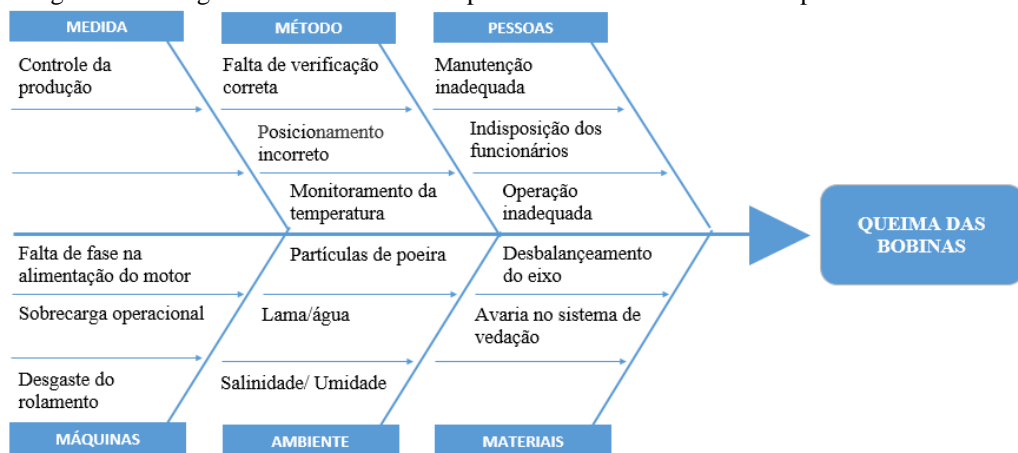 MEDIDA
MÉTODO
PESSOAS
Controle da
produção
Falta de verificação
correta
Posicionamento
incorreto
Monitoramento da
temperatura
Manutenção
inadequada
Indisposição dos
funcionários
Operação
inadequada
QUEIMA DAS
BOBINAS
Falta de fase na
alimentação do motor
Sobrecarga operacional
Desgaste do
rolamento
Partículas de poeira
Lama/água
Salinidade/ Umidade
Desbalançeamento
do eixo
Avaria no sistema de
vedação
MÁQUINAS
AMBIENTE
MATERIAIS